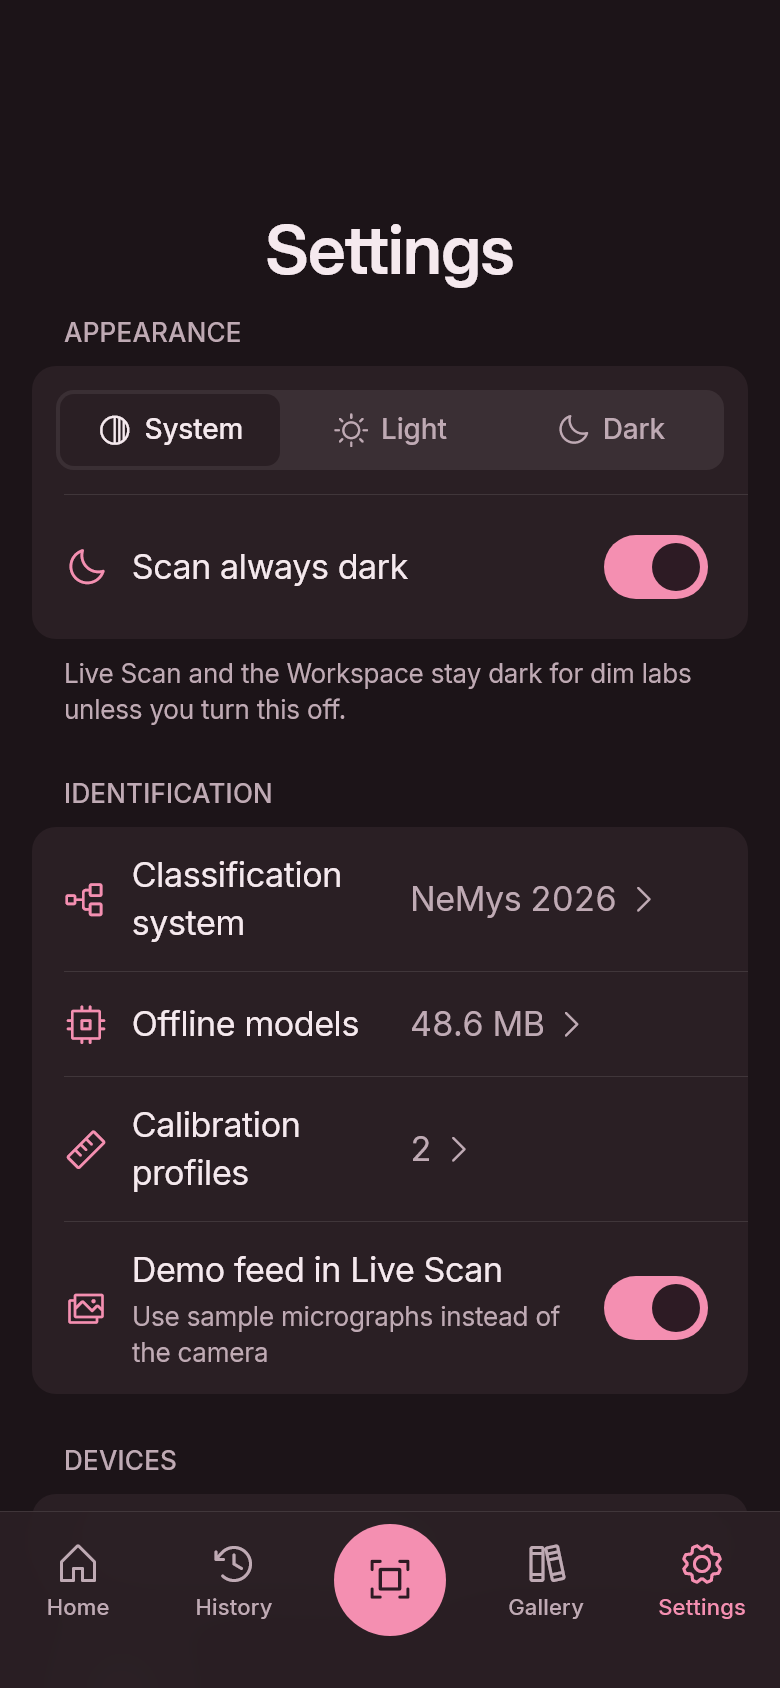 Settings
APPEARANCE
System
Light
Dark
Scan always dark
Live Scan and the Workspace stay dark for dim labs
unless you turn this off.
IDENTIFICATION
Classification
system
NeMys 2026
Offline models
48.6 MB
Calibration
profiles
2
Demo feed in Live Scan
Use sample micrographs instead of
the camera
DEVICES
Home
History
Gallery
Settings